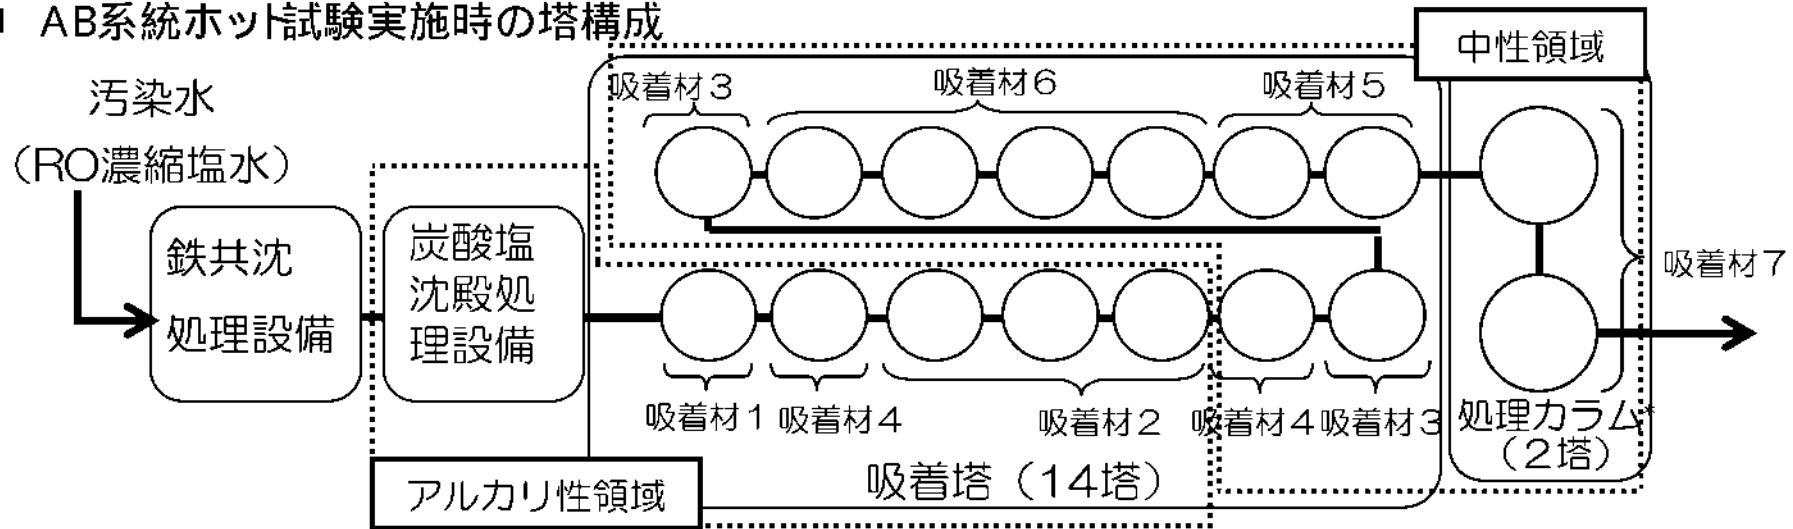 AB系統ホット試験実施時の塔構成
中性領域
汚染水
（RO濃縮塩水）
吸着材3
吸着材6
吸着材5
鉄共沈
処理設備
炭酸塩
沈殿処
理設備
吸着材7
吸着材1
吸着材4
吸着材2
吸着材4
吸着材3
処理カラム*
（2塔）
吸着塔（14塔）
アルカリ性領域